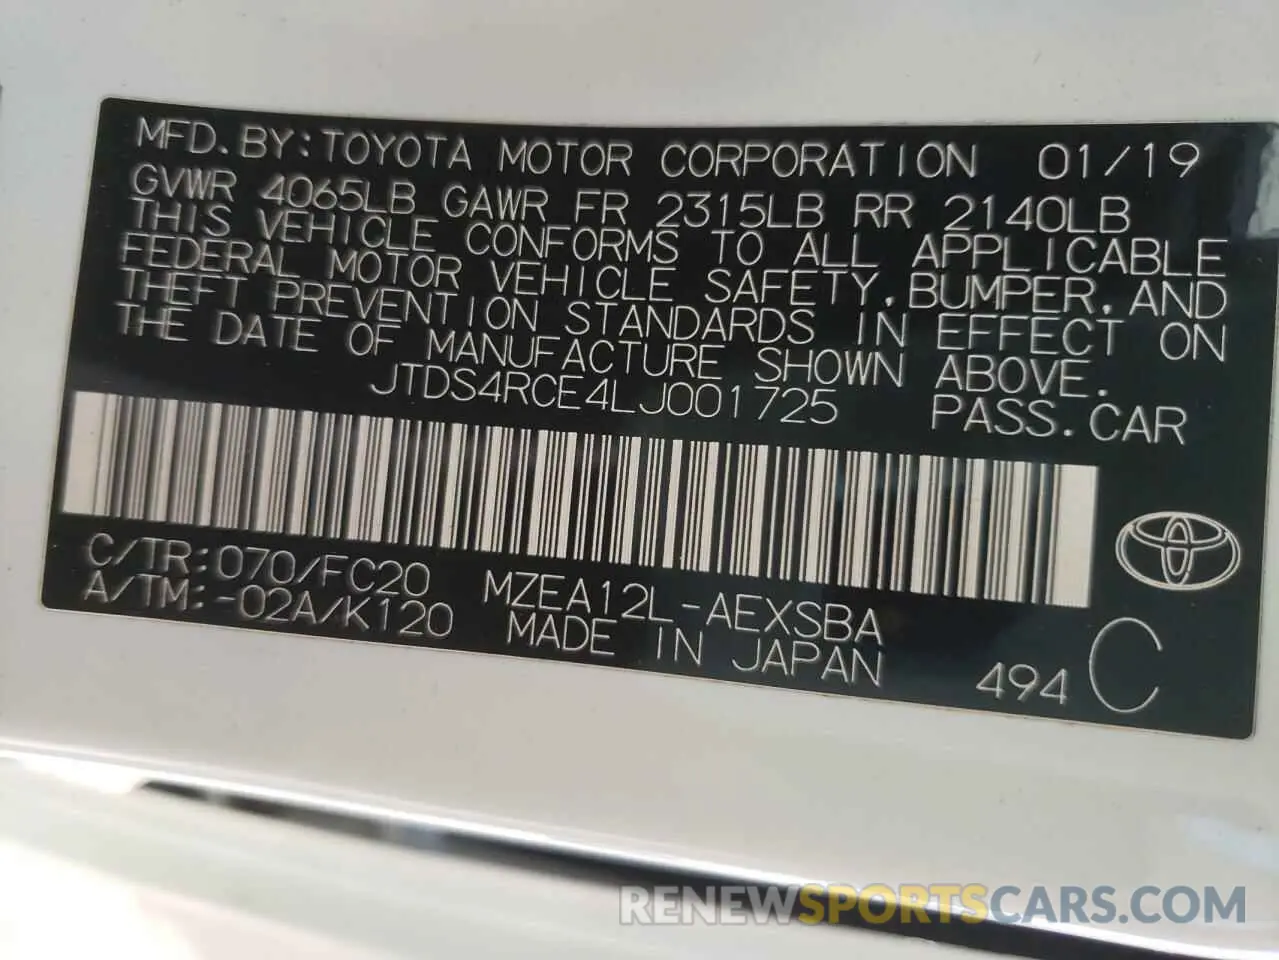 MFD. BY: TOYOTA MOTOR CORPORATION 01/19
GVWR 4065LB GAWR FR 2315LB RR 2140LB
THIS VEHICLE CONFORMS TO ALL APPLICABLE
FEDERAL MOTOR VEHICLE SAFETY, BUMPER, AND
THEFT PREVENTION STANDARDS IN EFFECT ON
THE DATE OF MANUFACTURE SHOWN ABOVE.
JTDS4RCE4LJ001725 PASS. CAR
C/TR: 070/FC20 MZEA12L-AEXSBA
A/TM: -02A/K120 MADE IN JAPAN 494 C
RENEWSPORTSCARS.COM